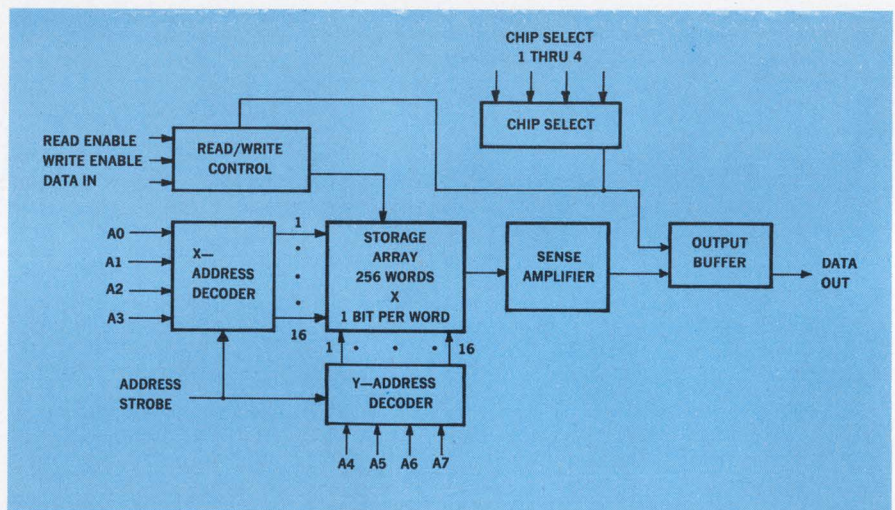 CHIP SELECT
1 THRU 4
CHIP SELECT
READ ENABLE
WRITE ENABLE
DATA IN
READ/WRITE
CONTROL
A0
A1
A2
A3
X—
ADDRESS
DECODER
1
16
STORAGE
ARRAY
256 WORDS
X
1 BIT PER WORD
SENSE
AMPLIFIER
OUTPUT
BUFFER
DATA
OUT
1
16
ADDRESS
STROBE
Y—ADDRESS
DECODER
A4 A5 A6 A7